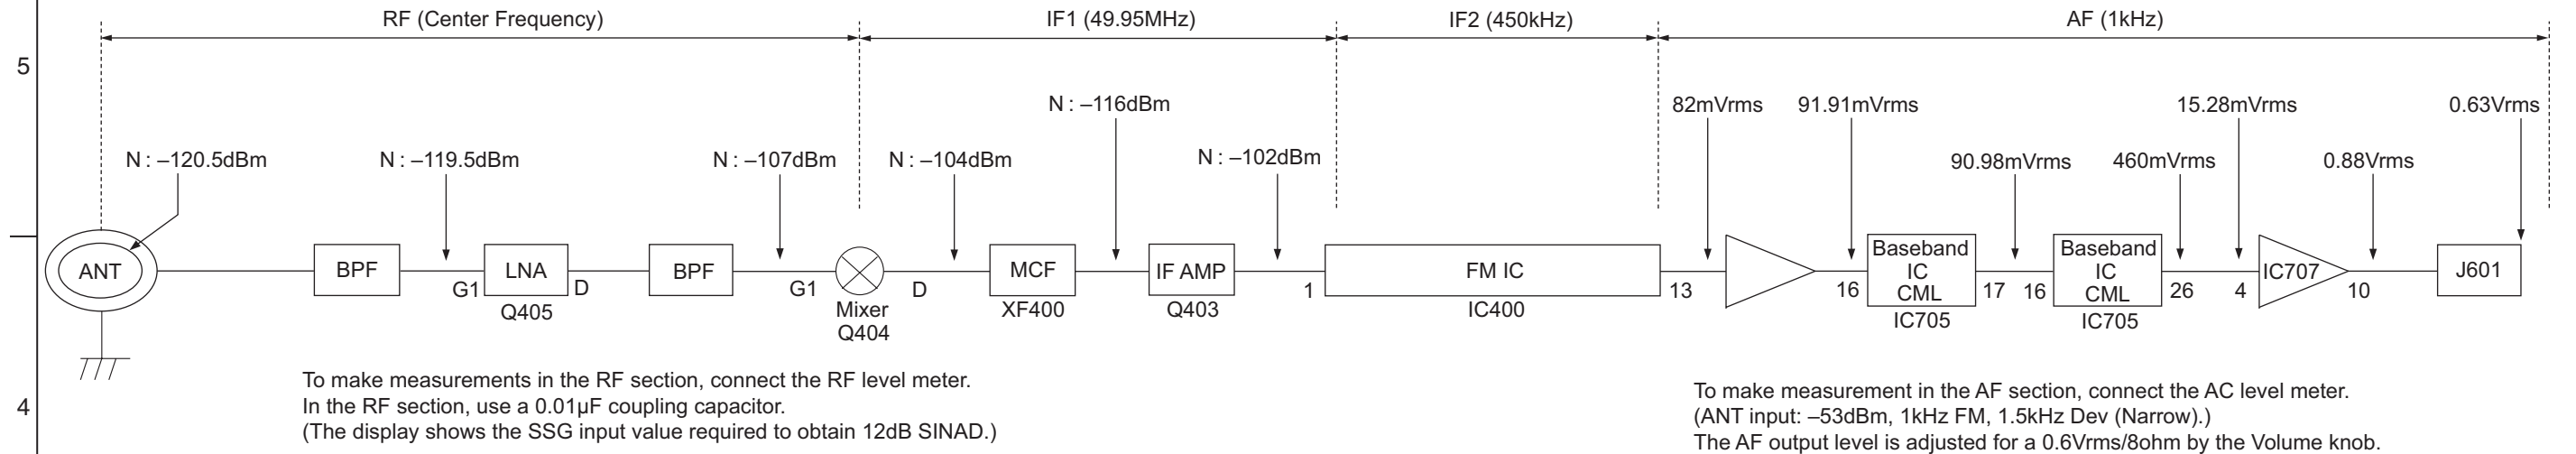 RF (Center Frequency)
IF1 (49.95MHz)
IF2 (450kHz)
AF (1kHz)
5
N : –116dBm
82mVrms
91.91mVrms
15.28mVrms
0.63Vrms
N : –120.5dBm
N : –119.5dBm
N : –107dBm
N : –104dBm
N : –102dBm
90.98mVrms
460mVrms
0.88Vrms
ANT
BPF
G1
LNA
Q405
D
BPF
G1
Mixer
Q404
D
MCF
XF400
IF AMP
Q403
1
FM IC
IC400
13
16
Baseband
IC
CML
IC705
17
16
Baseband
IC
CML
IC705
26
4
IC707
10
J601
4
To make measurements in the RF section, connect the RF level meter.
In the RF section, use a 0.01µF coupling capacitor.
(The display shows the SSG input value required to obtain 12dB SINAD.)
To make measurement in the AF section, connect the AC level meter.
(ANT input: –53dBm, 1kHz FM, 1.5kHz Dev (Narrow).)
The AF output level is adjusted for a 0.6Vrms/8ohm by the Volume knob.